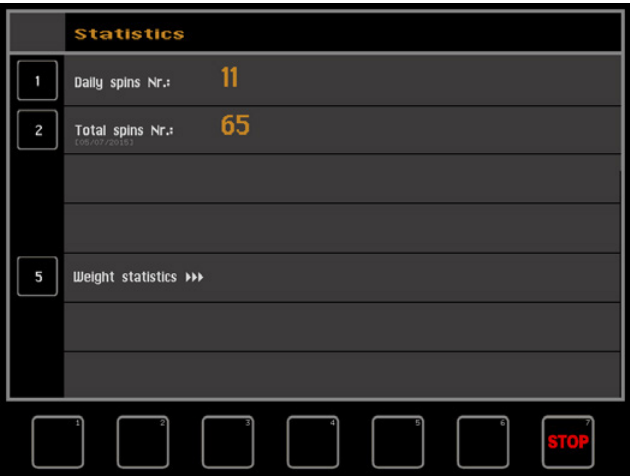 Statistics
1 Daily spins Nr.: 11
2 Total spins Nr.: 65
[05/07/2015]
5 Weight statistics
1 2 3 4 5 6 7
STOP